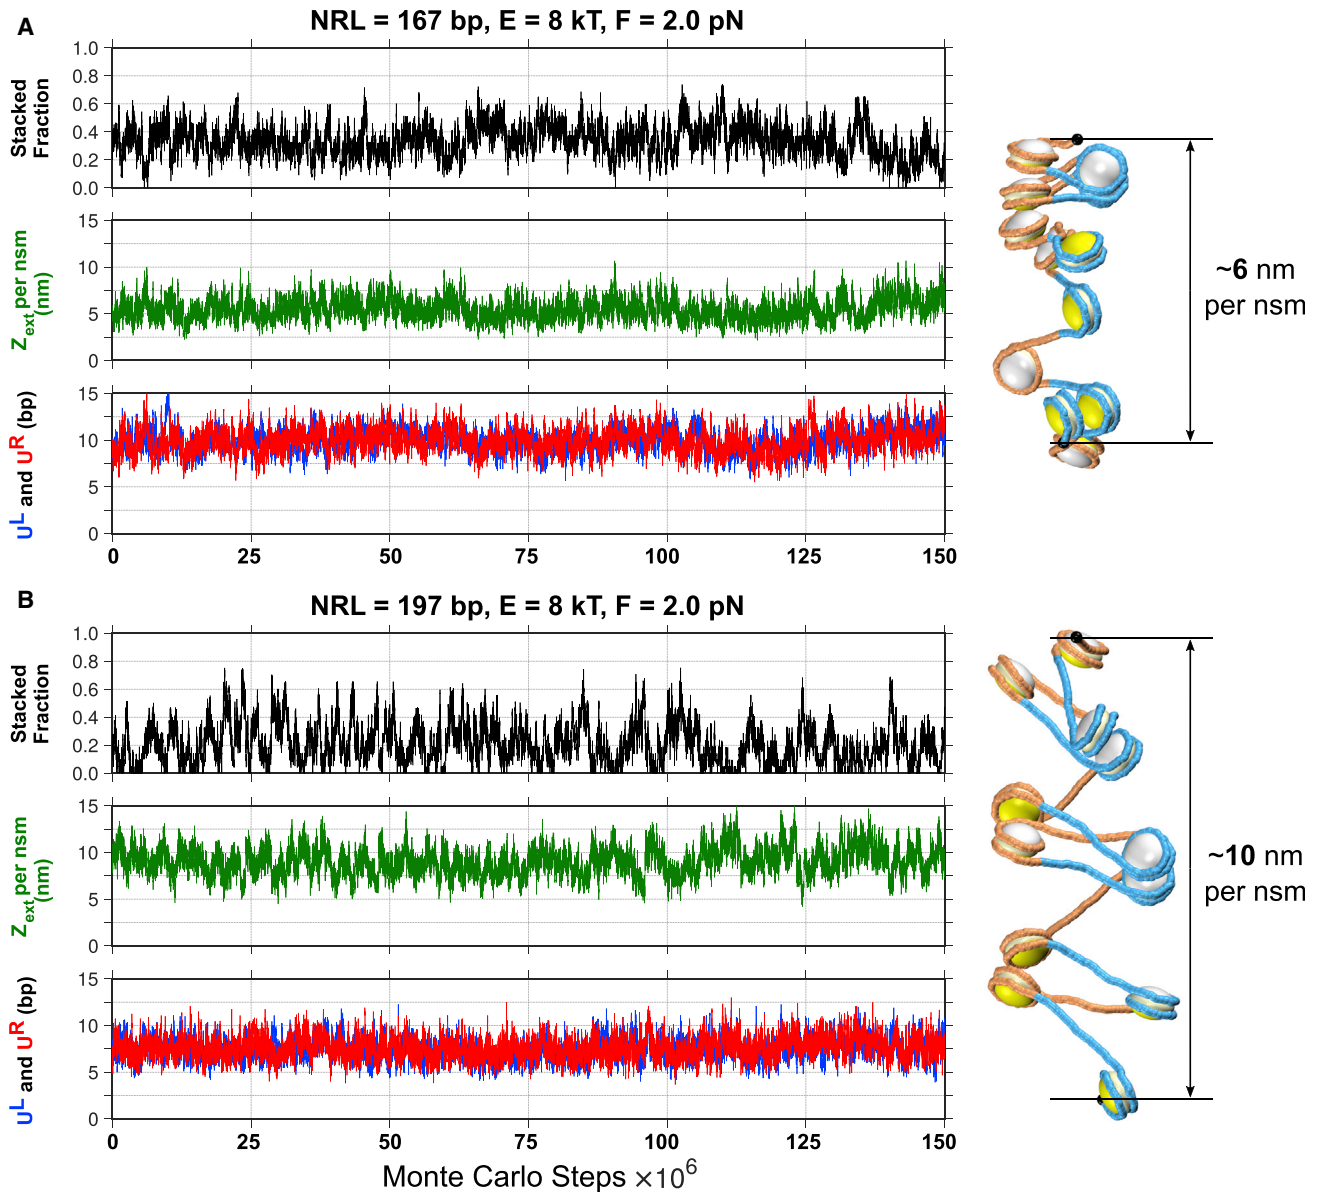 A
NRL = 167 bp, E = 8 kT, F = 2.0 pN
Stacked
Fraction
1.0
0.8
0.6
0.4
0.2
0.0
Zext per nsm
(nm)
15
10
5
0
U^L and U^R (bp)
15
10
5
0
0 25 50 75 100 125 150
~6 nm
per nsm
B
NRL = 197 bp, E = 8 kT, F = 2.0 pN
Stacked
Fraction
1.0
0.8
0.6
0.4
0.2
0.0
Zext per nsm
(nm)
15
10
5
0
U^L and U^R (bp)
15
10
5
0
0 25 50 75 100 125 150
Monte Carlo Steps ×10^6
~10 nm
per nsm